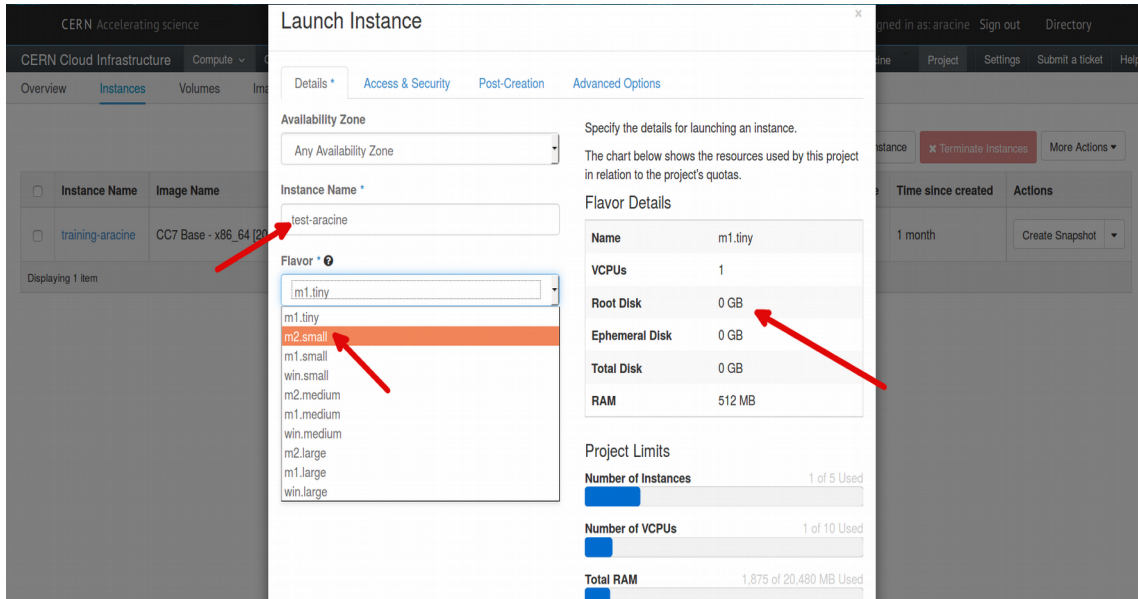 CERN Accelerating science
gned in as: aracine Sign out Directory
CERN Cloud Infrastructure Compute
Project Settings Submit a ticket Help
Overview Instances Volumes Ima
Launch Instance
x
Details * Access & Security Post-Creation Advanced Options
Availability Zone
Any Availability Zone
Instance Name *
test-aracine
Flavor *
m1.tiny
m1.tiny
m2.small
m1.small
win.small
m2.medium
m1.medium
win.medium
m2.large
m1.large
win.large
Specify the details for launching an instance.
The chart below shows the resources used by this project
in relation to the project's quotas.
Flavor Details
Name m1.tiny
VCPUs 1
Root Disk 0 GB
Ephemeral Disk 0 GB
Total Disk 0 GB
RAM 512 MB
Project Limits
Number of Instances 1 of 5 Used
Number of VCPUs 1 of 10 Used
Total RAM 1,875 of 20,480 MB Used
nstance Terminate Instances More Actions
Instance Name Image Name
Time since created Actions
training-aracine CC7 Base - x86_64 [20
1 month Create Snapshot
Displaying 1 item